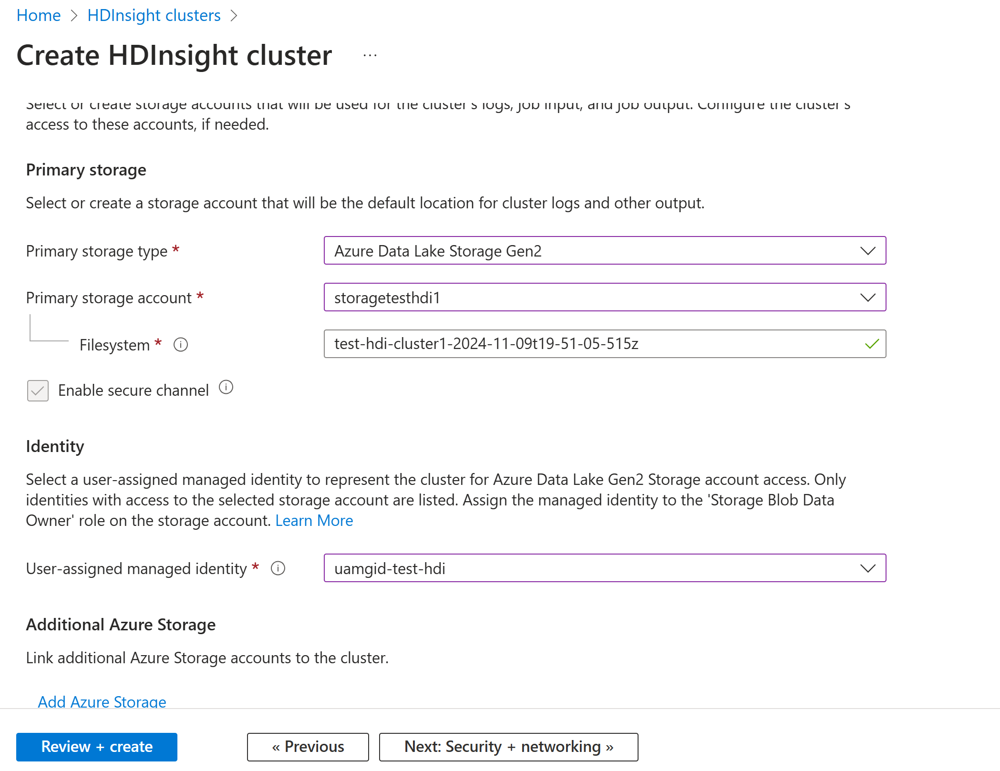 Home > HDInsight clusters >
Create HDInsight cluster ...
Select or create storage accounts that will be used for the cluster's logs, job input, and job output. Configure the cluster's
access to these accounts, if needed.
Primary storage
Select or create a storage account that will be the default location for cluster logs and other output.
Primary storage type * Azure Data Lake Storage Gen2
Primary storage account * storagetesthdi1
Filesystem * test-hdi-cluster1-2024-11-09t19-51-05-515z
Enable secure channel
Identity
Select a user-assigned managed identity to represent the cluster for Azure Data Lake Gen2 Storage account access. Only
identities with access to the selected storage account are listed. Assign the managed identity to the 'Storage Blob Data
Owner' role on the storage account. Learn More
User-assigned managed identity * uamgid-test-hdi
Additional Azure Storage
Link additional Azure Storage accounts to the cluster.
Add Azure Storage
Review + create « Previous Next: Security + networking »